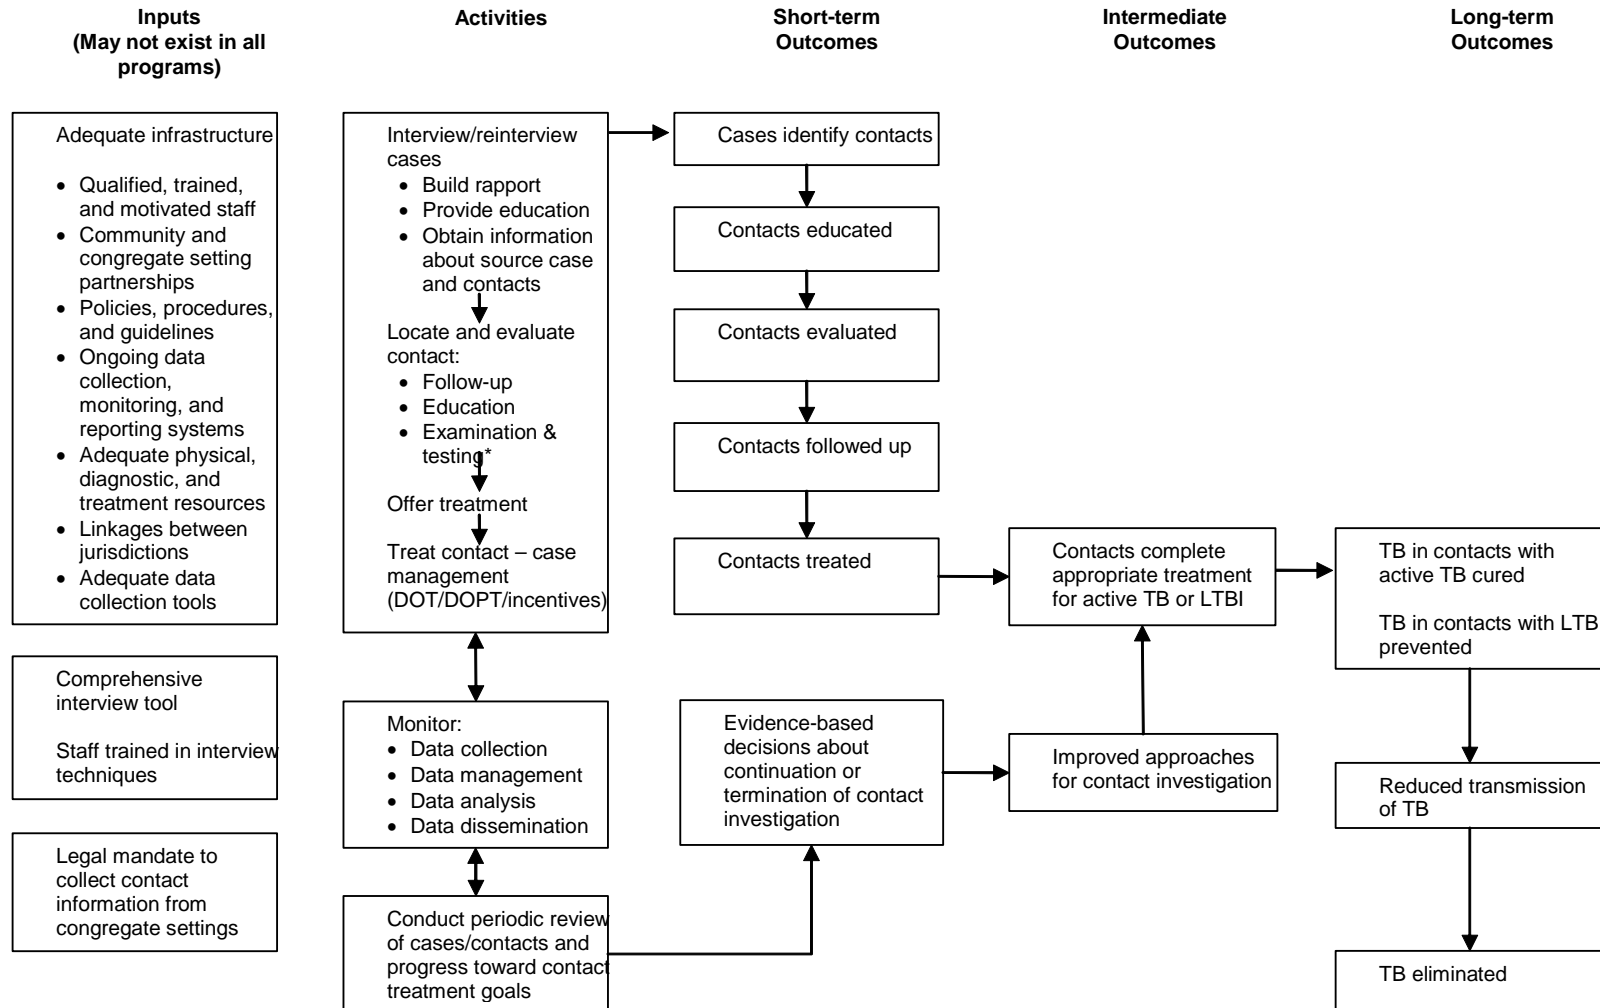 Inputs
(May not exist in all
programs)
Activities
Short-term
Outcomes
Intermediate
Outcomes
Long-term
Outcomes
Adequate infrastructure
• Qualified, trained,
and motivated staff
• Community and
congregate setting
partnerships
• Policies, procedures,
and guidelines
• Ongoing data
collection,
monitoring, and
reporting systems
• Adequate physical,
diagnostic, and
treatment resources
• Linkages between
jurisdictions
• Adequate data
collection tools
Comprehensive
interview tool
Staff trained in interview
techniques
Legal mandate to
collect contact
information from
congregate settings
Interview/reinterview
cases
• Build rapport
• Provide education
• Obtain information
about source case
and contacts
Locate and evaluate
contact:
• Follow-up
• Education
• Examination &
testing*
Offer treatment
Treat contact – case
management
(DOT/DOPT/incentives)
Monitor:
• Data collection
• Data management
• Data analysis
• Data dissemination
Conduct periodic review
of cases/contacts and
progress toward contact
treatment goals
Cases identify contacts
Contacts educated
Contacts evaluated
Contacts followed up
Contacts treated
Evidence-based
decisions about
continuation or
termination of contact
investigation
Contacts complete
appropriate treatment
for active TB or LTBI
Improved approaches
for contact investigation
TB in contacts with
active TB cured
TB in contacts with LTB
prevented
Reduced transmission
of TB
TB eliminated